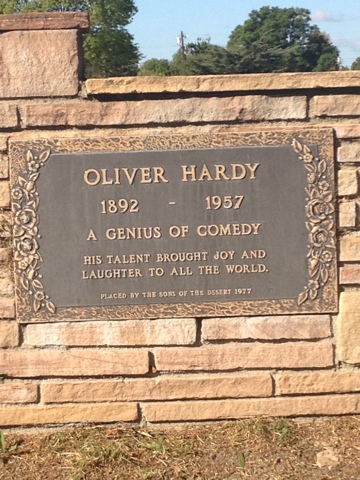 OLIVER HARDY
1892 - 1957
A GENIUS OF COMEDY
HIS TALENT BROUGHT JOY AND
LAUGHTER TO ALL THE WORLD.
PLACED BY THE SONS OF THE DESERT 1977